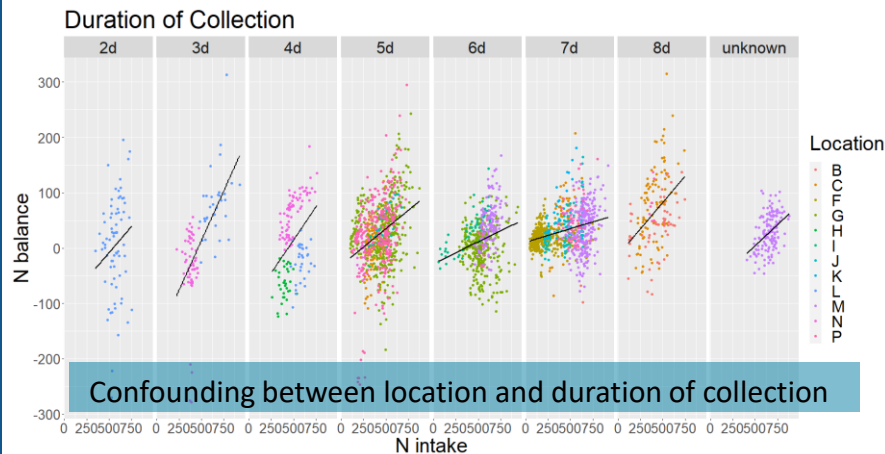 Duration of Collection
2d 3d 4d 5d 6d 7d 8d unknown
300
200
100
0
-100
-200
-300
N balance
0 250500750 0 250500750 0 250500750 0 250500750 0 250500750 0 250500750 0 250500750 0 250500750
N intake
Location
B
C
F
G
H
I
J
K
L
M
N
P
Confounding between location and duration of collection